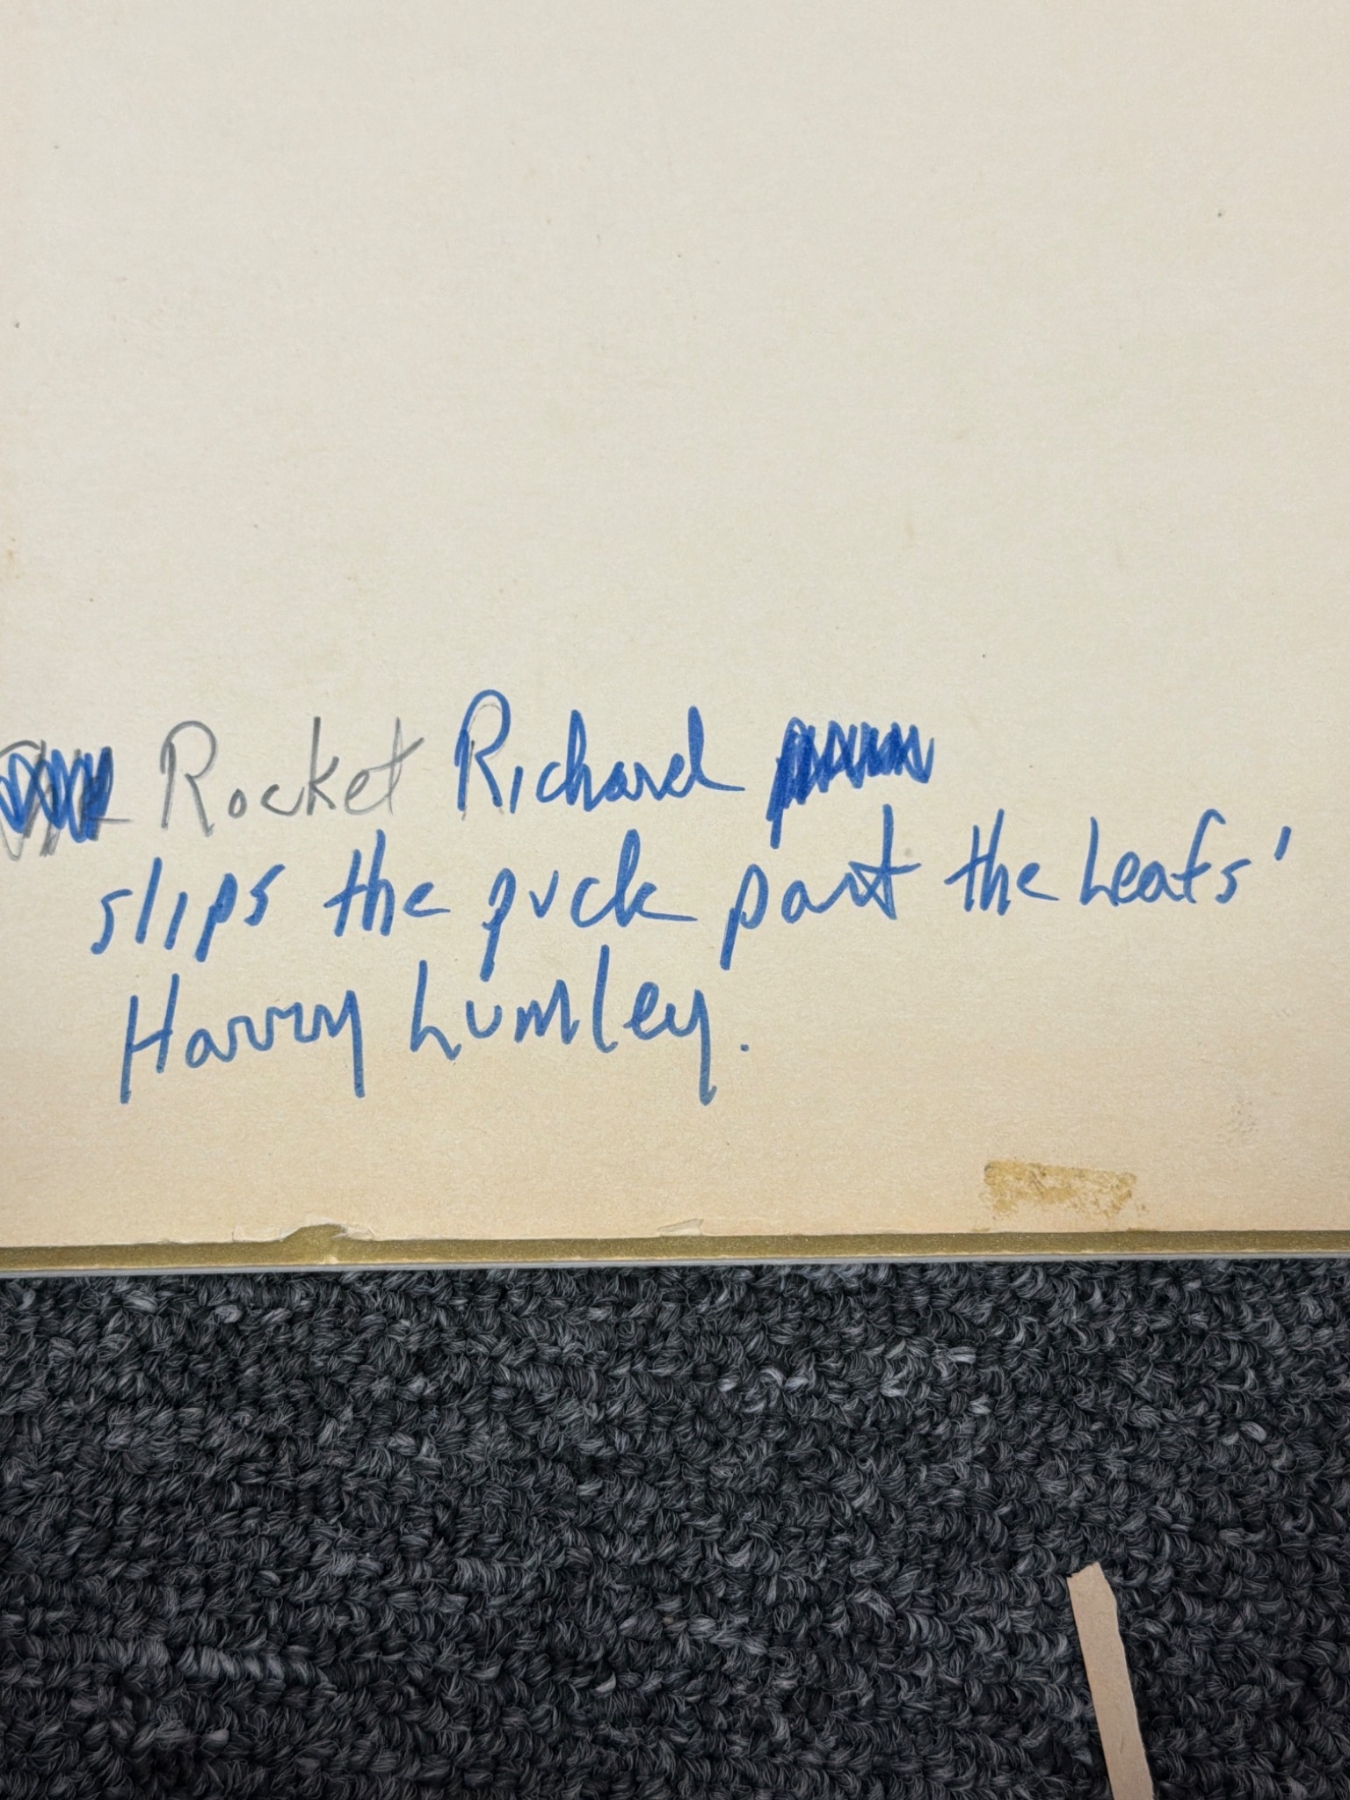 Rocket Richard
slips the puck past the Leafs'
Harry Lumley.